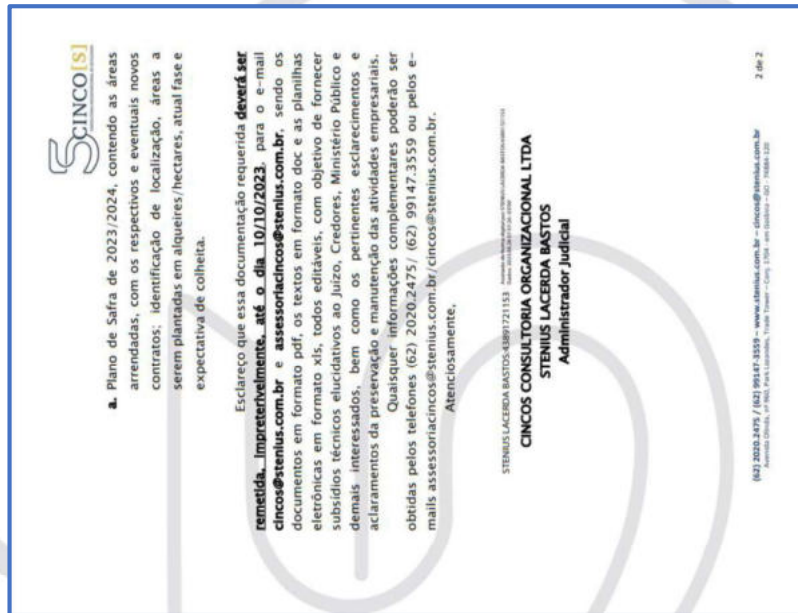 5 CINCO[S]
a. Plano de Safra de 2023/2024, contendo as áreas
arrendadas, com os respectivos e eventuais novos
contratos; identificação de localização, áreas a
serem plantadas em alqueires/hectares, atual fase e
expectativa de colheita.
Esclareço que essa documentação requerida deverá ser
remetida, impreterivelmente, até o dia 10/10/2023, para o e-mail
cincos@stenius.com.br e assessoriacincos@stenius.com.br, sendo os
documentos em formato pdf, os textos em formato doc e as planilhas
eletrônicas em formato xls, todos editáveis, com objetivo de fornecer
subsídios técnicos elucidativos ao Juízo, Credores, Ministério Público e
demais interessados, bem como os pertinentes esclarecimentos e
aclaramentos da preservação e manutenção das atividades empresariais.
Quaisquer informações complementares poderão ser
obtidas pelos telefones (62) 2020.2475/ (62) 99147.3559 ou pelos e-
mails assessoriacincos@stenius.com.br/cincos@stenius.com.br.
Atenciosamente,
STENIUS LACERDA BASTOS:43891721153
CINCOS CONSULTORIA ORGANIZACIONAL LTDA
STENIUS LACERDA BASTOS
Administrador Judicial
(62) 2020.2475 / (62) 99147-3559 – www.stenius.com.br – cincos@stenius.com.br
2 de 2